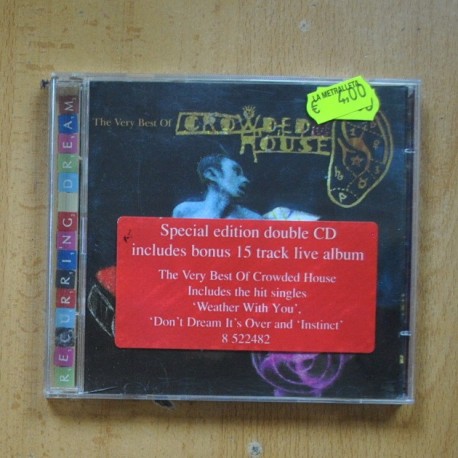 LA METRALLETA
€ 4,00
The Very Best Of CROWDED
HOUSE
RECURRING DREAM
Special edition double CD
includes bonus 15 track live album
The Very Best Of Crowded House
Includes the hit singles
'Weather With You',
'Don't Dream It's Over and 'Instinct'
8 522482